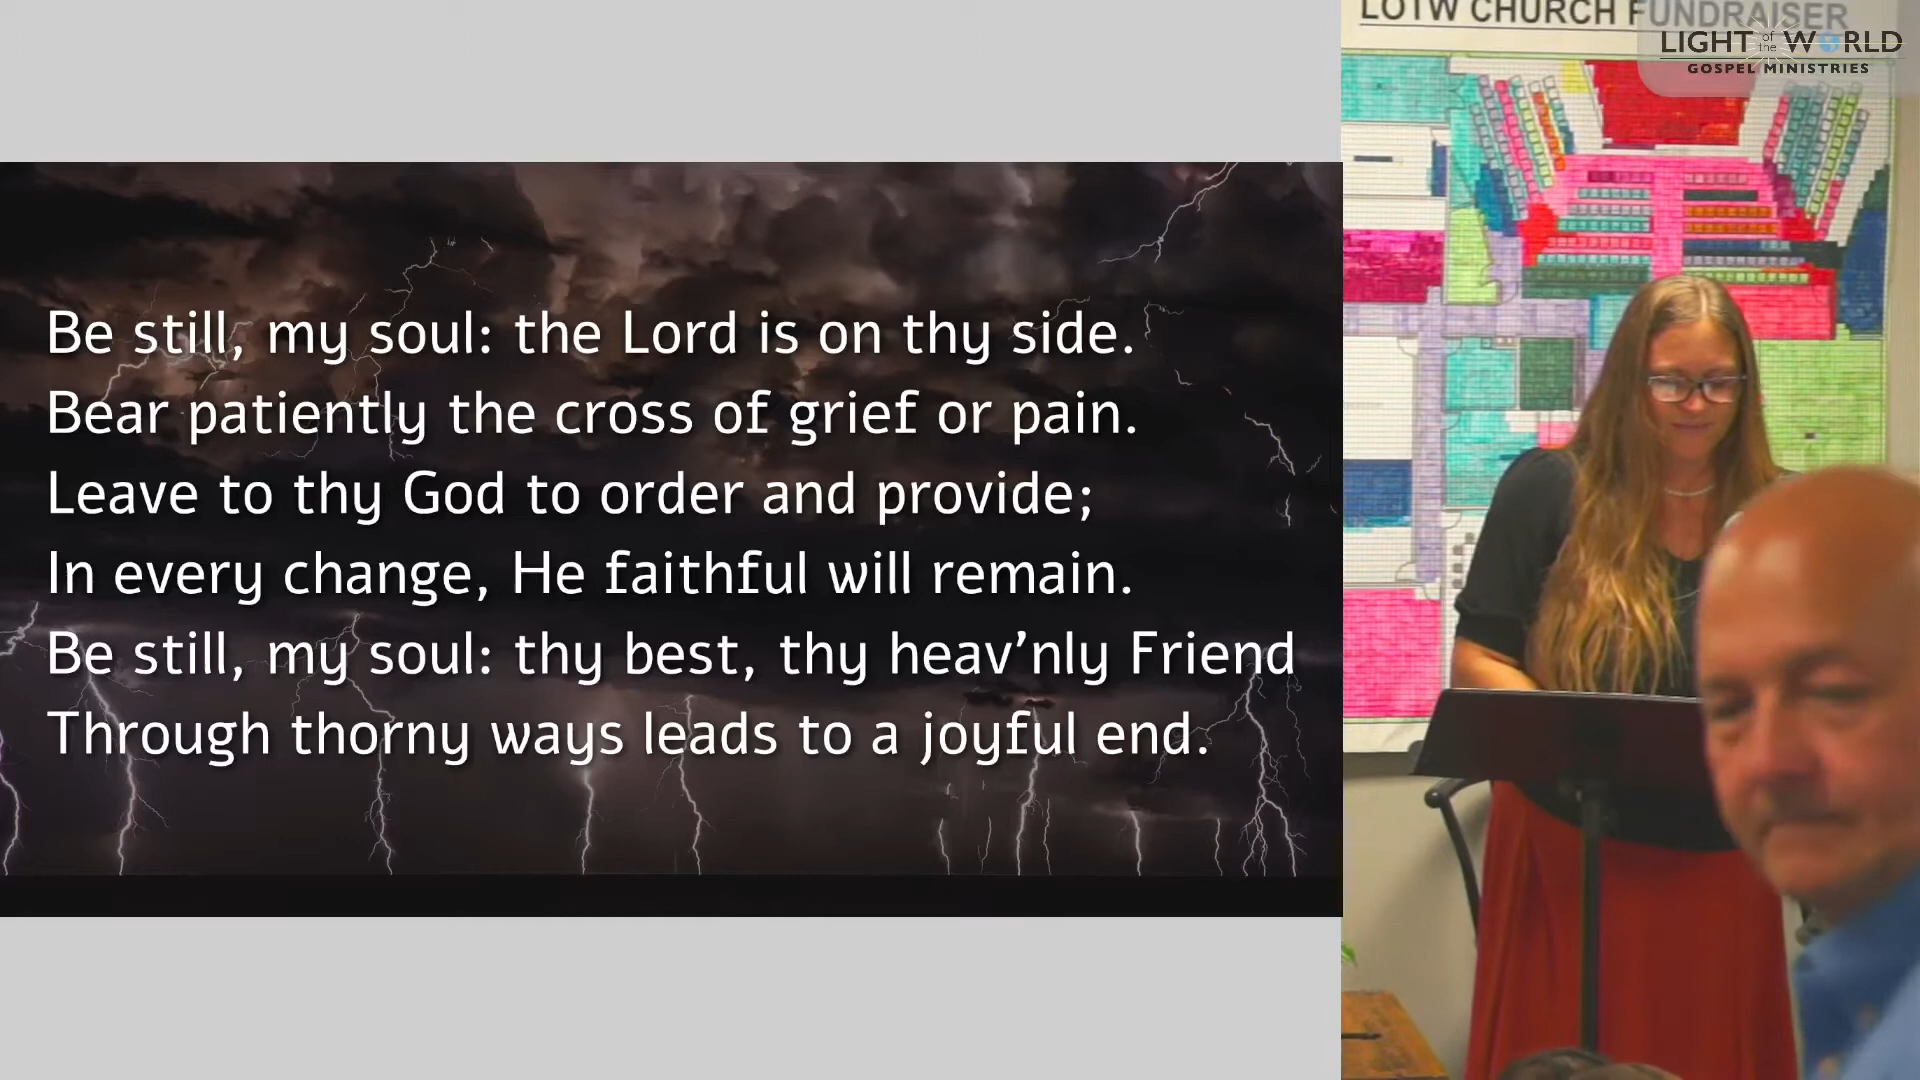 LOTW CHURCH FUNDRAISER
LIGHT of the WORLD
GOSPEL MINISTRIES
Be still, my soul: the Lord is on thy side.
Bear patiently the cross of grief or pain.
Leave to thy God to order and provide;
In every change, He faithful will remain.
Be still, my soul: thy best, thy heav’nly Friend
Through thorny ways leads to a joyful end.